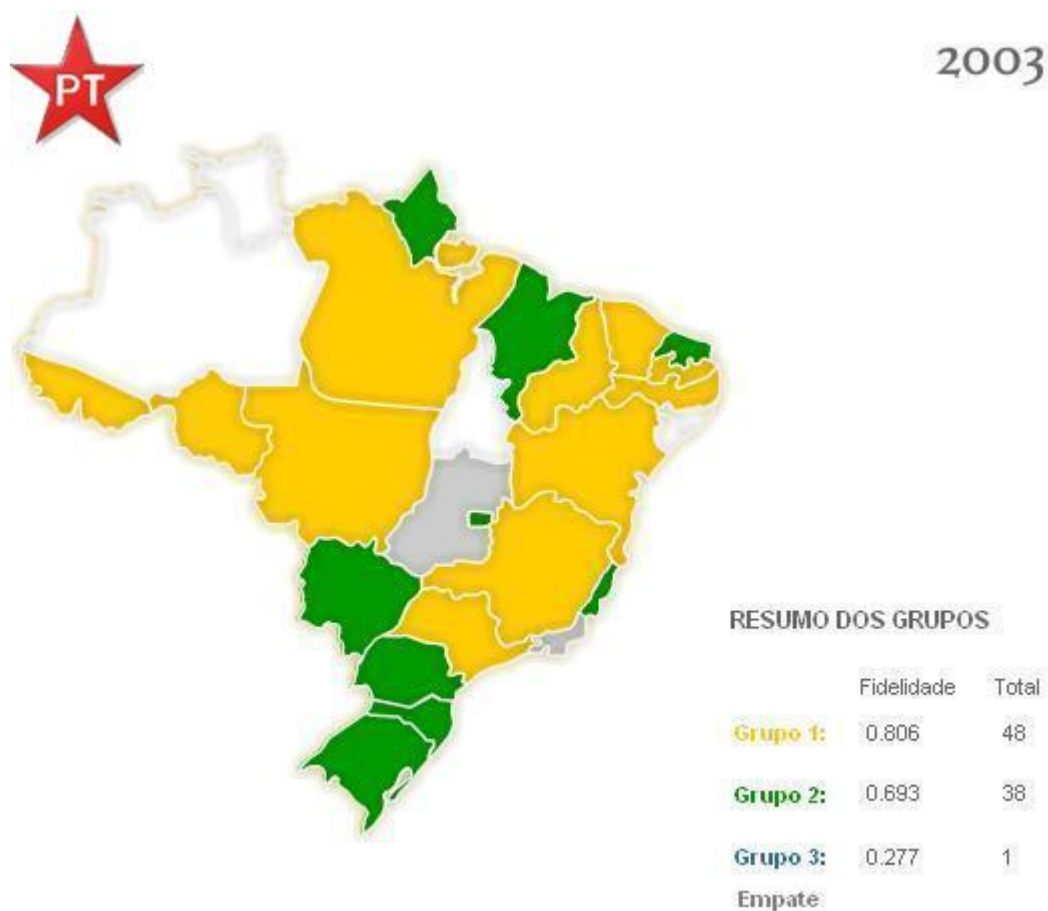 PT
2003
RESUMO DOS GRUPOS
Fidelidade Total
Grupo 1: 0.806 48
Grupo 2: 0.693 38
Grupo 3: 0.277 1
Empate